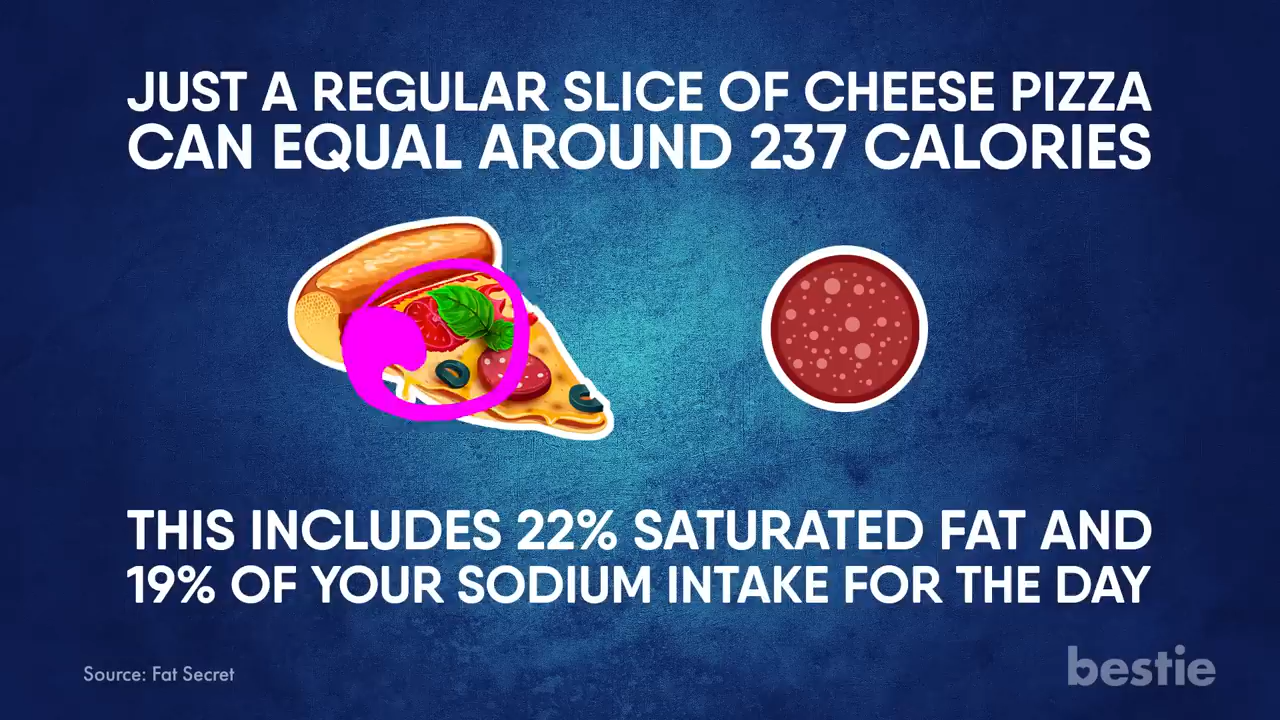 JUST A REGULAR SLICE OF CHEESE PIZZA
CAN EQUAL AROUND 237 CALORIES
THIS INCLUDES 22% SATURATED FAT AND
19% OF YOUR SODIUM INTAKE FOR THE DAY
Source: Fat Secret
bestie